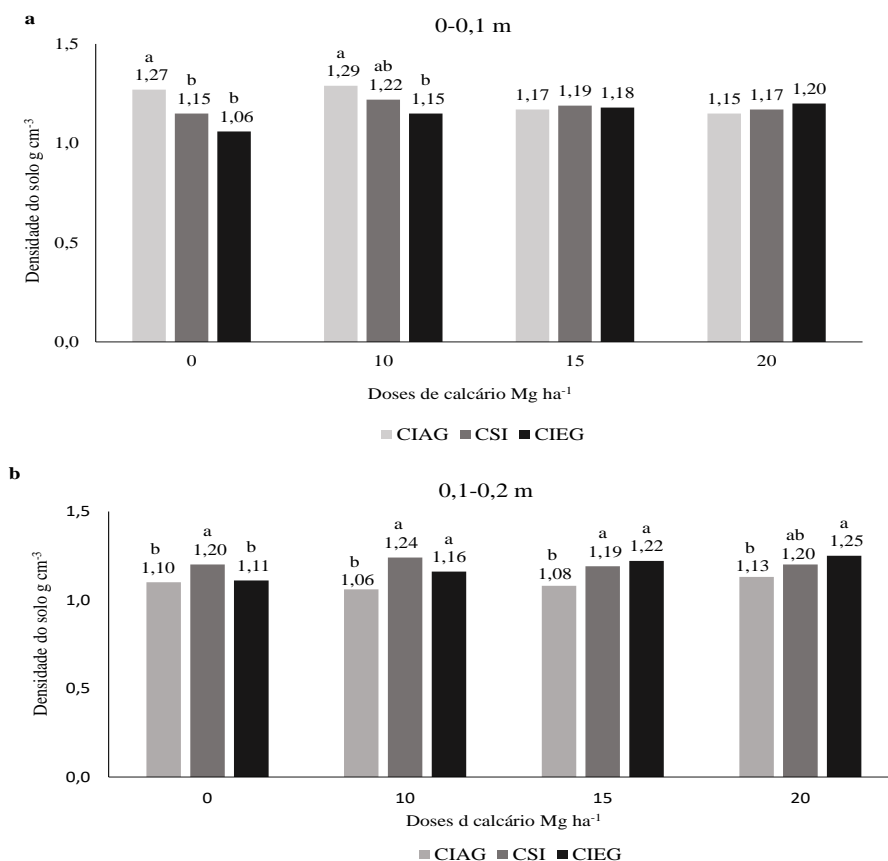 a
0-0,1 m
Densidade do solo g cm-3
1,5
1,0
0,5
0,0
a
1,27
b
1,15
b
1,06
a
1,29
ab
1,22
b
1,15
1,17
1,19
1,18
1,15
1,17
1,20
0
10
15
20
Doses de calcário Mg ha-1
CIAG CSI CIEG
b
0,1-0,2 m
Densidade do solo g cm-3
1,5
1,0
0,5
0,0
b
1,10
a
1,20
b
1,11
b
1,06
a
1,24
a
1,16
b
1,08
a
1,19
a
1,22
b
1,13
ab
1,20
a
1,25
0
10
15
20
Doses d calcário Mg ha-1
CIAG CSI CIEG